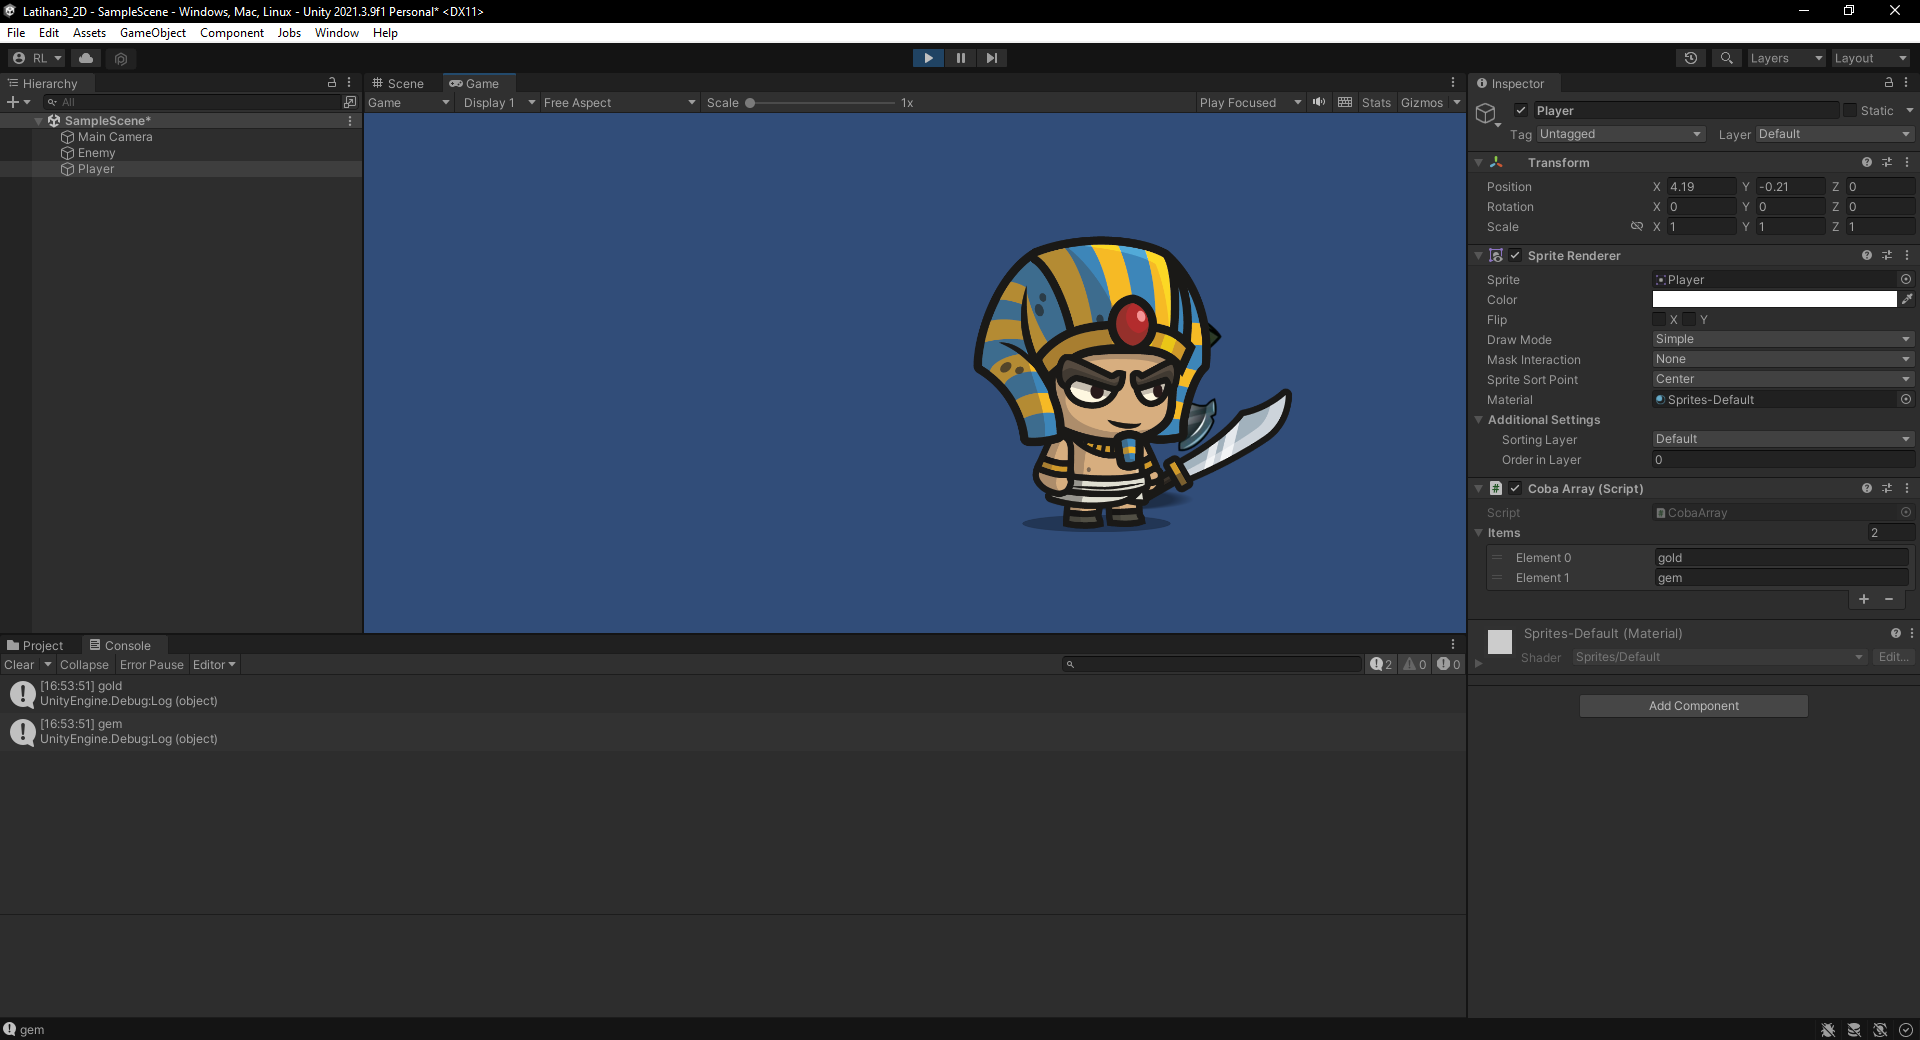 Latihan3_2D - SampleScene - Windows, Mac, Linux - Unity 2021.3.9f1 Personal* <DX11>
File Edit Assets GameObject Component Jobs Window Help
RL
Layers Layout
Hierarchy
All
SampleScene*
Main Camera
Enemy
Player
Scene Game
Game Display 1 Free Aspect Scale 1x Play Focused Stats Gizmos
Inspector
Player Static
Tag Untagged Layer Default
Transform
Position X 4.19 Y -0.21 Z 0
Rotation X 0 Y 0 Z 0
Scale X 1 Y 1 Z 1
Sprite Renderer
Sprite Player
Color
Flip X Y
Draw Mode Simple
Mask Interaction None
Sprite Sort Point Center
Material Sprites-Default
Additional Settings
Sorting Layer Default
Order in Layer 0
Coba Array (Script)
Script CobaArray
Items 2
Element 0 gold
Element 1 gem
+ -
Sprites-Default (Material)
Shader Sprites/Default Edit...
Add Component
Project Console
Clear Collapse Error Pause Editor 2 0 0
[16:53:51] gold
UnityEngine.Debug:Log (object)
[16:53:51] gem
UnityEngine.Debug:Log (object)
gem